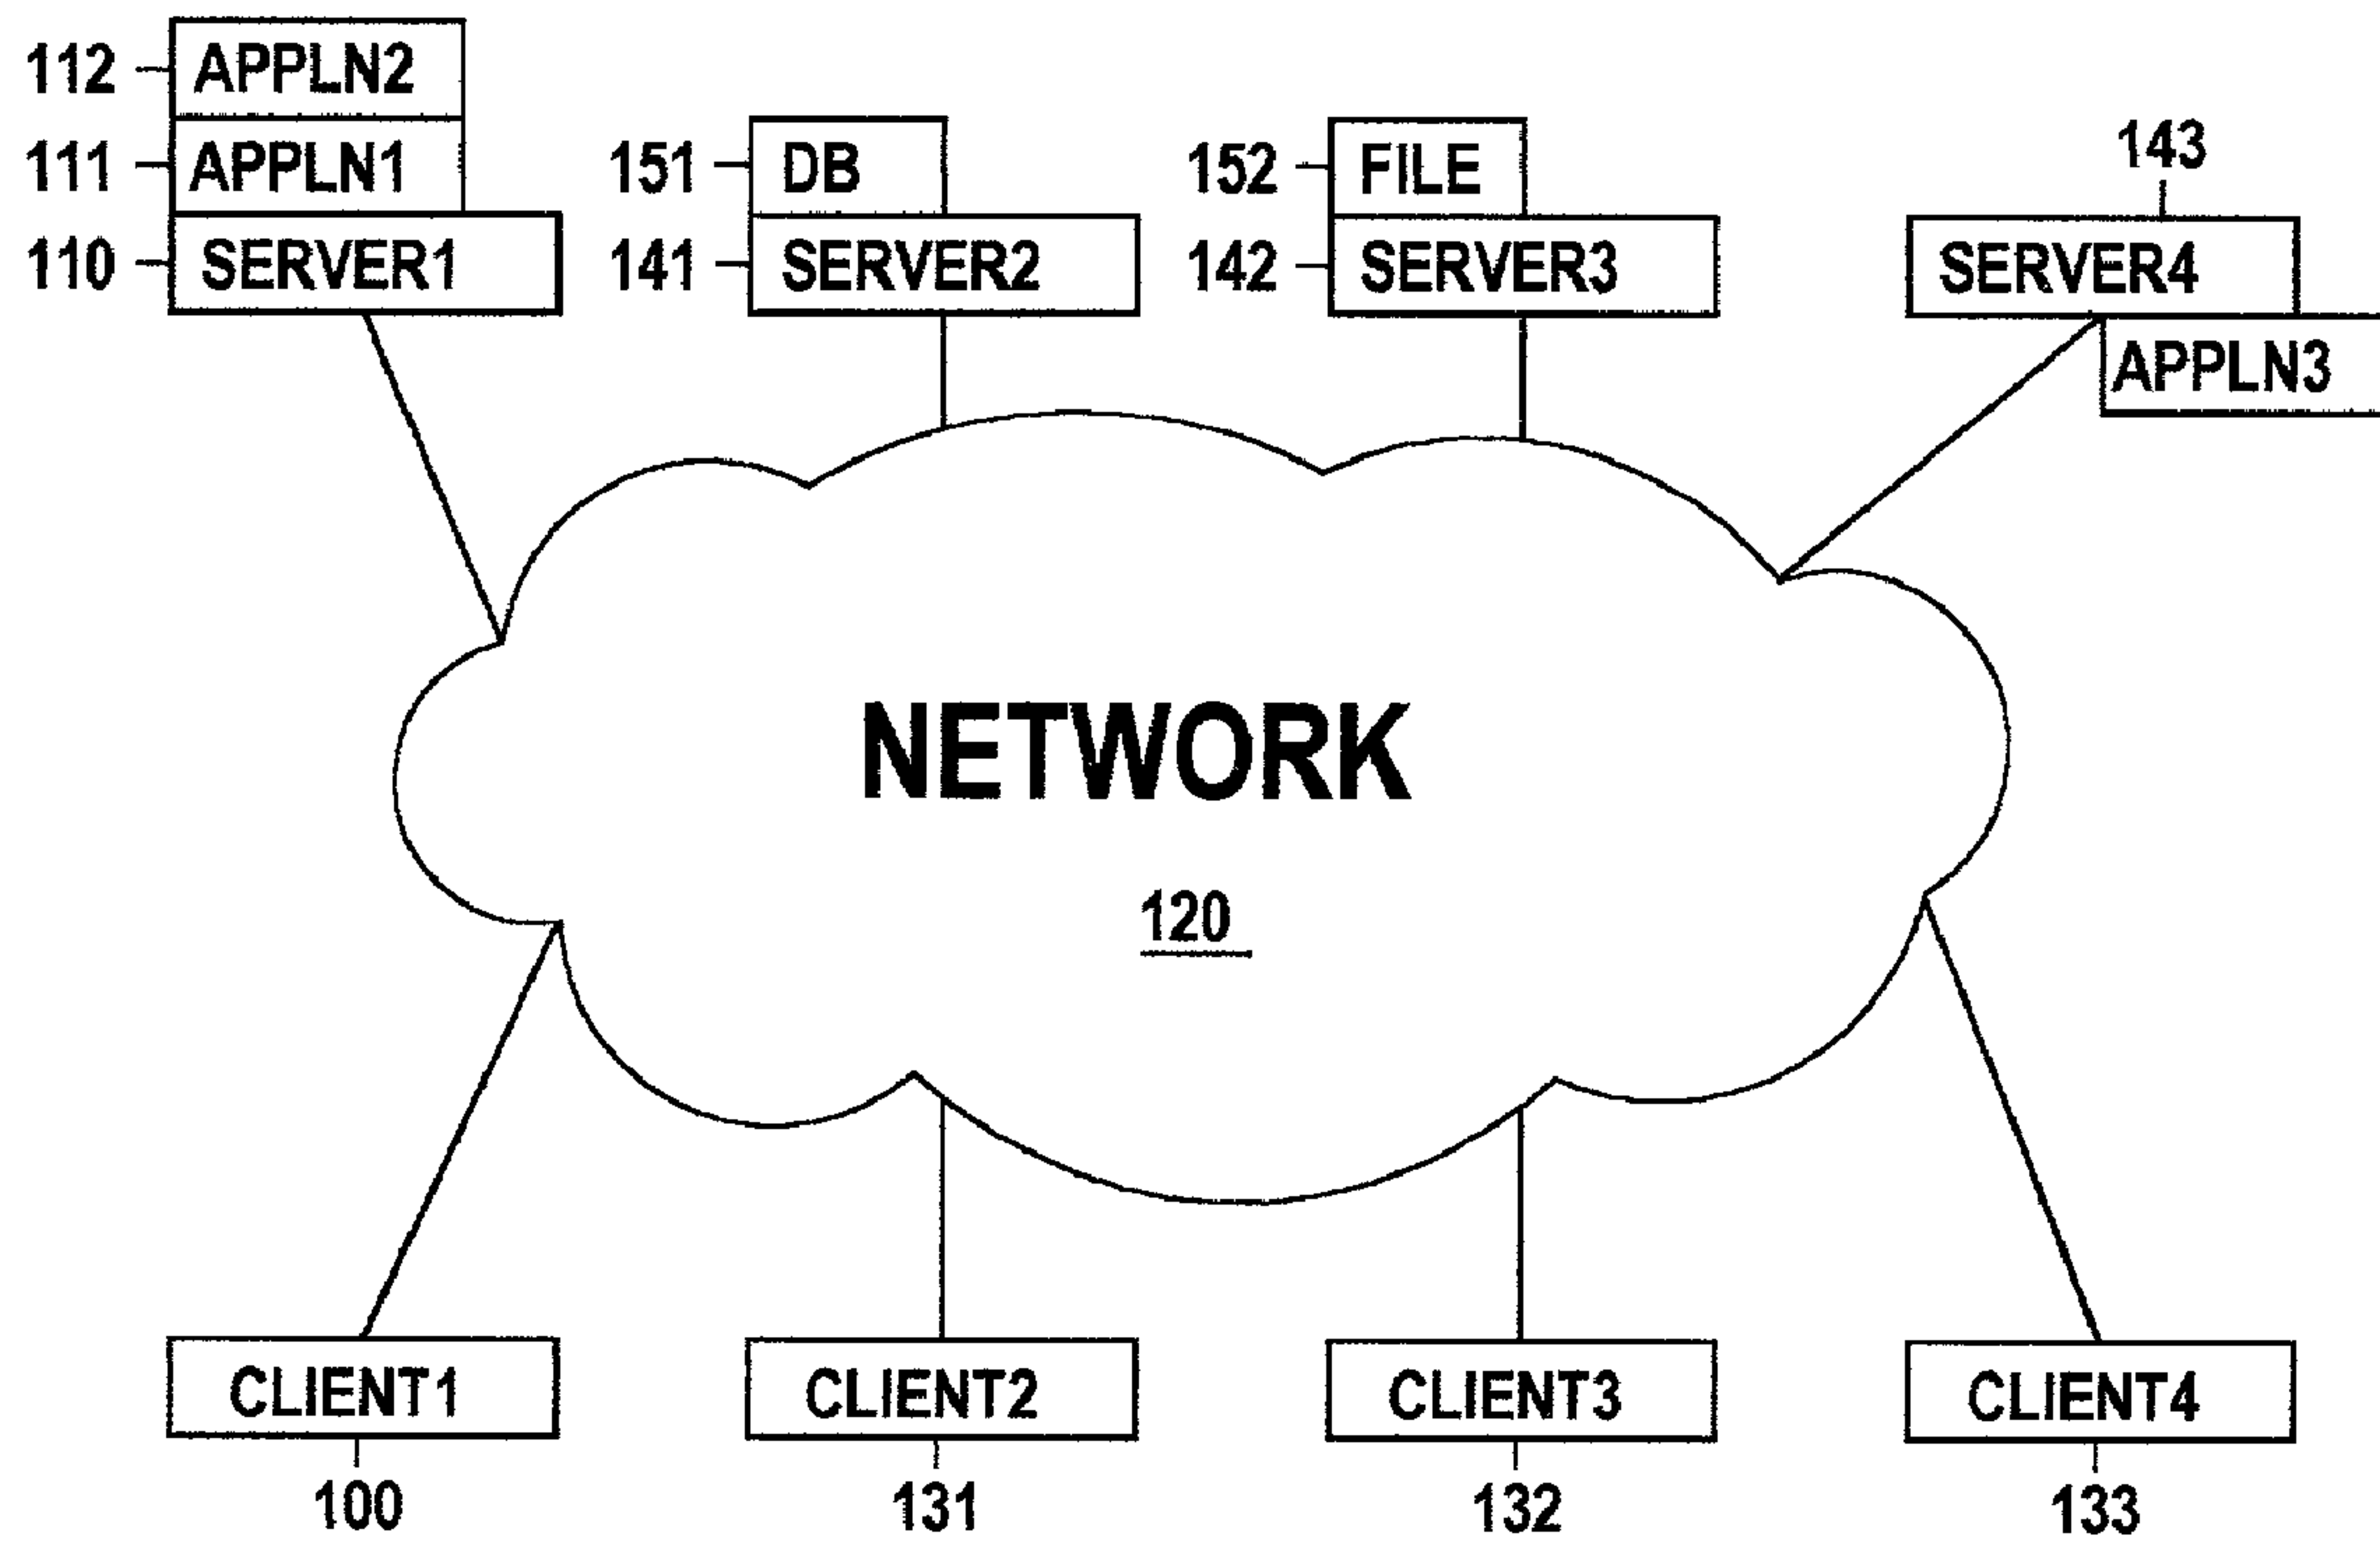 112 APPLN2
111 APPLN1 151 DB 152 FILE 143
110 SERVER1 141 SERVER2 142 SERVER3 SERVER4
APPLN3
NETWORK
120
CLIENT1 CLIENT2 CLIENT3 CLIENT4
100 131 132 133